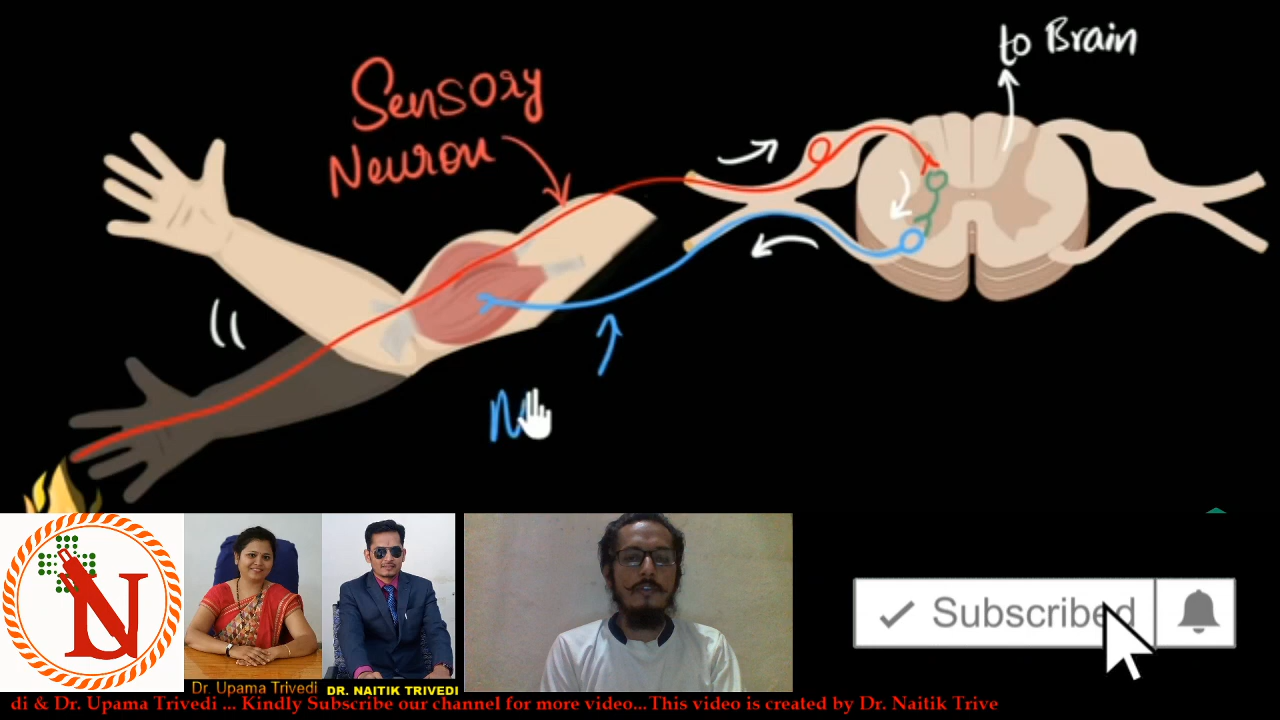 to Brain
Sensory
Neuron
M
N
Dr. Upama Trivedi
DR. NAITIK TRIVEDI
Subscribed
di & Dr. Upama Trivedi ... Kindly Subscribe our channel for more video...This video is created by Dr. Naitik Trive